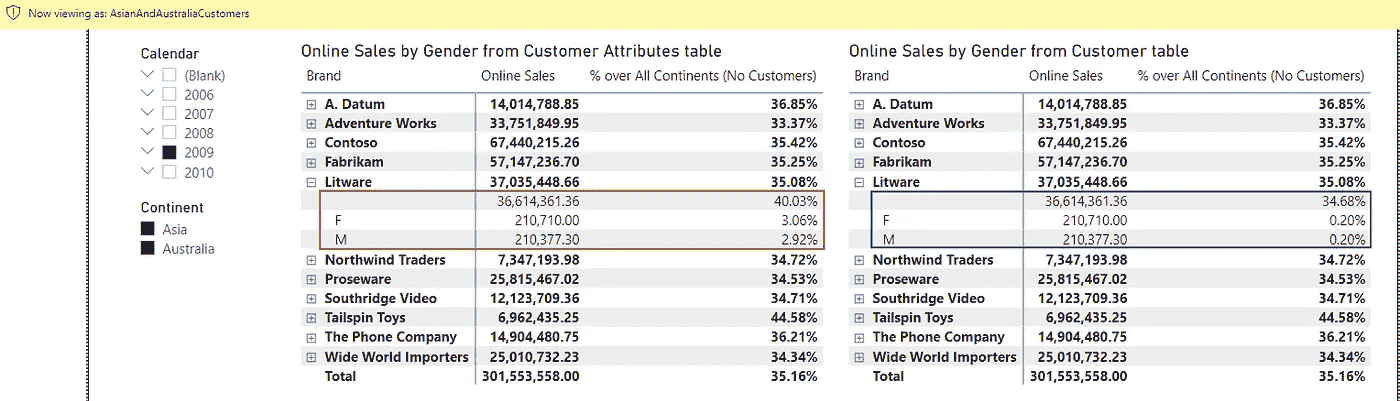 Now viewing as: AsianAndAustraliaCustomers
Calendar
(Blank)
2006
2007
2008
2009
2010
Continent
Asia
Australia
Online Sales by Gender from Customer Attributes table
Brand Online Sales % over All Continents (No Customers)
A. Datum 14,014,788.85 36.85%
Adventure Works 33,751,849.95 33.37%
Contoso 67,440,215.26 35.42%
Fabrikam 57,147,236.70 35.25%
Litware 37,035,448.66 35.08%
36,614,361.36 40.03%
F 210,710.00 3.06%
M 210,377.30 2.92%
Northwind Traders 7,347,193.98 34.72%
Proseware 25,815,467.02 34.53%
Southridge Video 12,123,709.36 34.71%
Tailspin Toys 6,962,435.25 44.58%
The Phone Company 14,904,480.75 36.21%
Wide World Importers 25,010,732.23 34.34%
Total 301,553,558.00 35.16%
Online Sales by Gender from Customer table
Brand Online Sales % over All Continents (No Customers)
A. Datum 14,014,788.85 36.85%
Adventure Works 33,751,849.95 33.37%
Contoso 67,440,215.26 35.42%
Fabrikam 57,147,236.70 35.25%
Litware 37,035,448.66 35.08%
36,614,361.36 34.68%
F 210,710.00 0.20%
M 210,377.30 0.20%
Northwind Traders 7,347,193.98 34.72%
Proseware 25,815,467.02 34.53%
Southridge Video 12,123,709.36 34.71%
Tailspin Toys 6,962,435.25 44.58%
The Phone Company 14,904,480.75 36.21%
Wide World Importers 25,010,732.23 34.34%
Total 301,553,558.00 35.16%